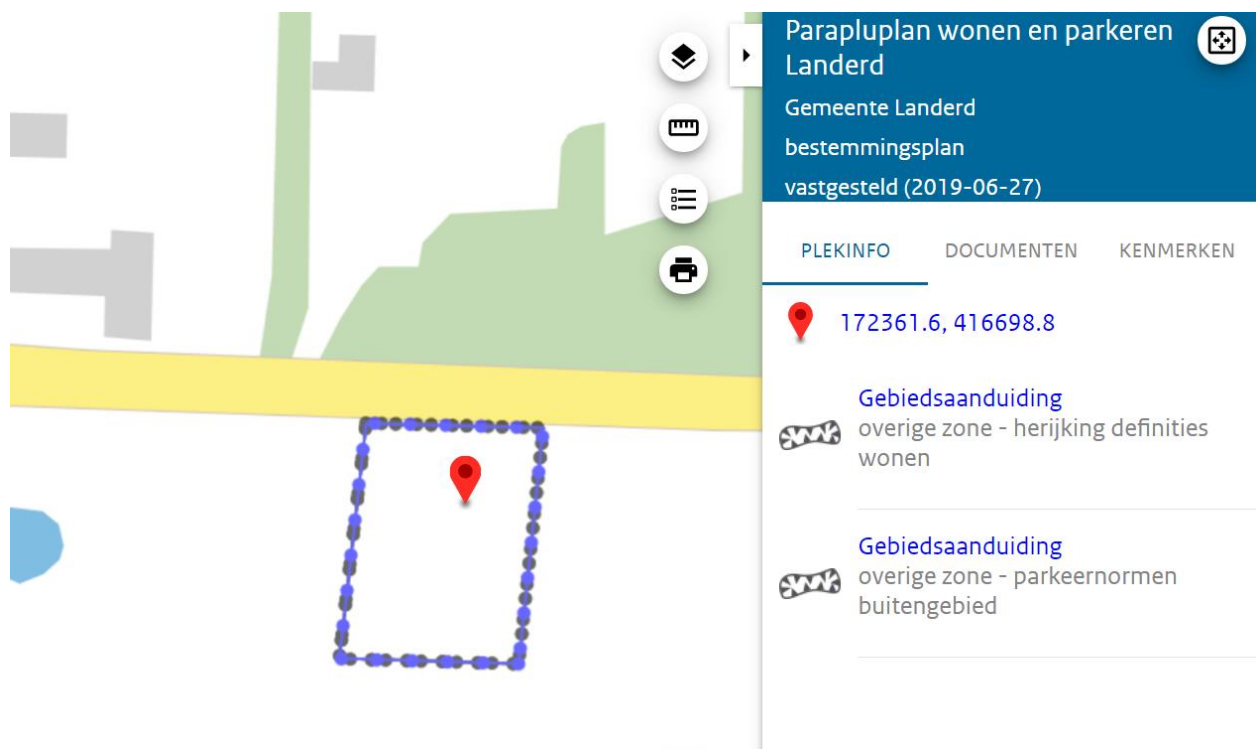 Parapluplan wonen en parkeren
Landerd
Gemeente Landerd
bestemmingsplan
vastgesteld (2019-06-27)
PLEKINFO DOCUMENTEN KENMERKEN
172361.6, 416698.8
Gebiedsaanduiding
overige zone - herijking definities
wonen
Gebiedsaanduiding
overige zone - parkeernormen
buitengebied